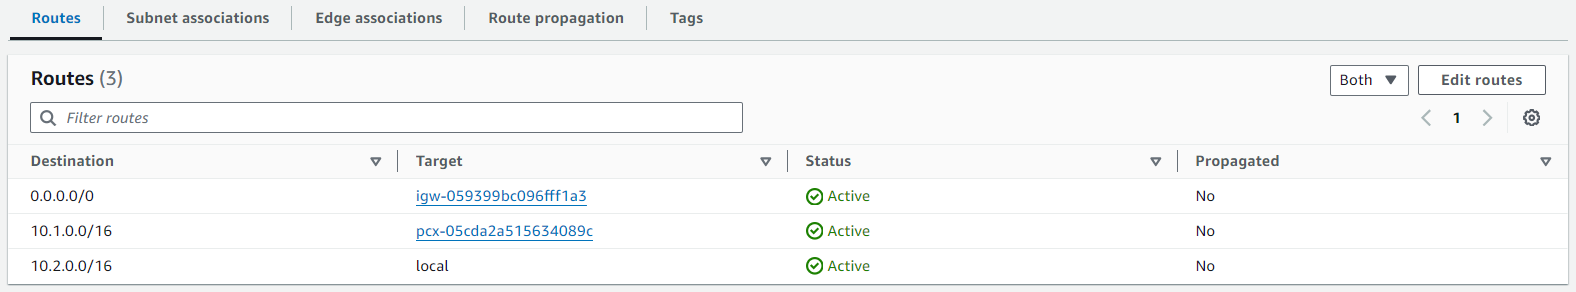 Routes Subnet associations Edge associations Route propagation Tags
Routes (3)
Both Edit routes
Filter routes
1
Destination Target Status Propagated
0.0.0.0/0 igw-059399bc096fff1a3 Active No
10.1.0.0/16 pcx-05cda2a515634089c Active No
10.2.0.0/16 local Active No